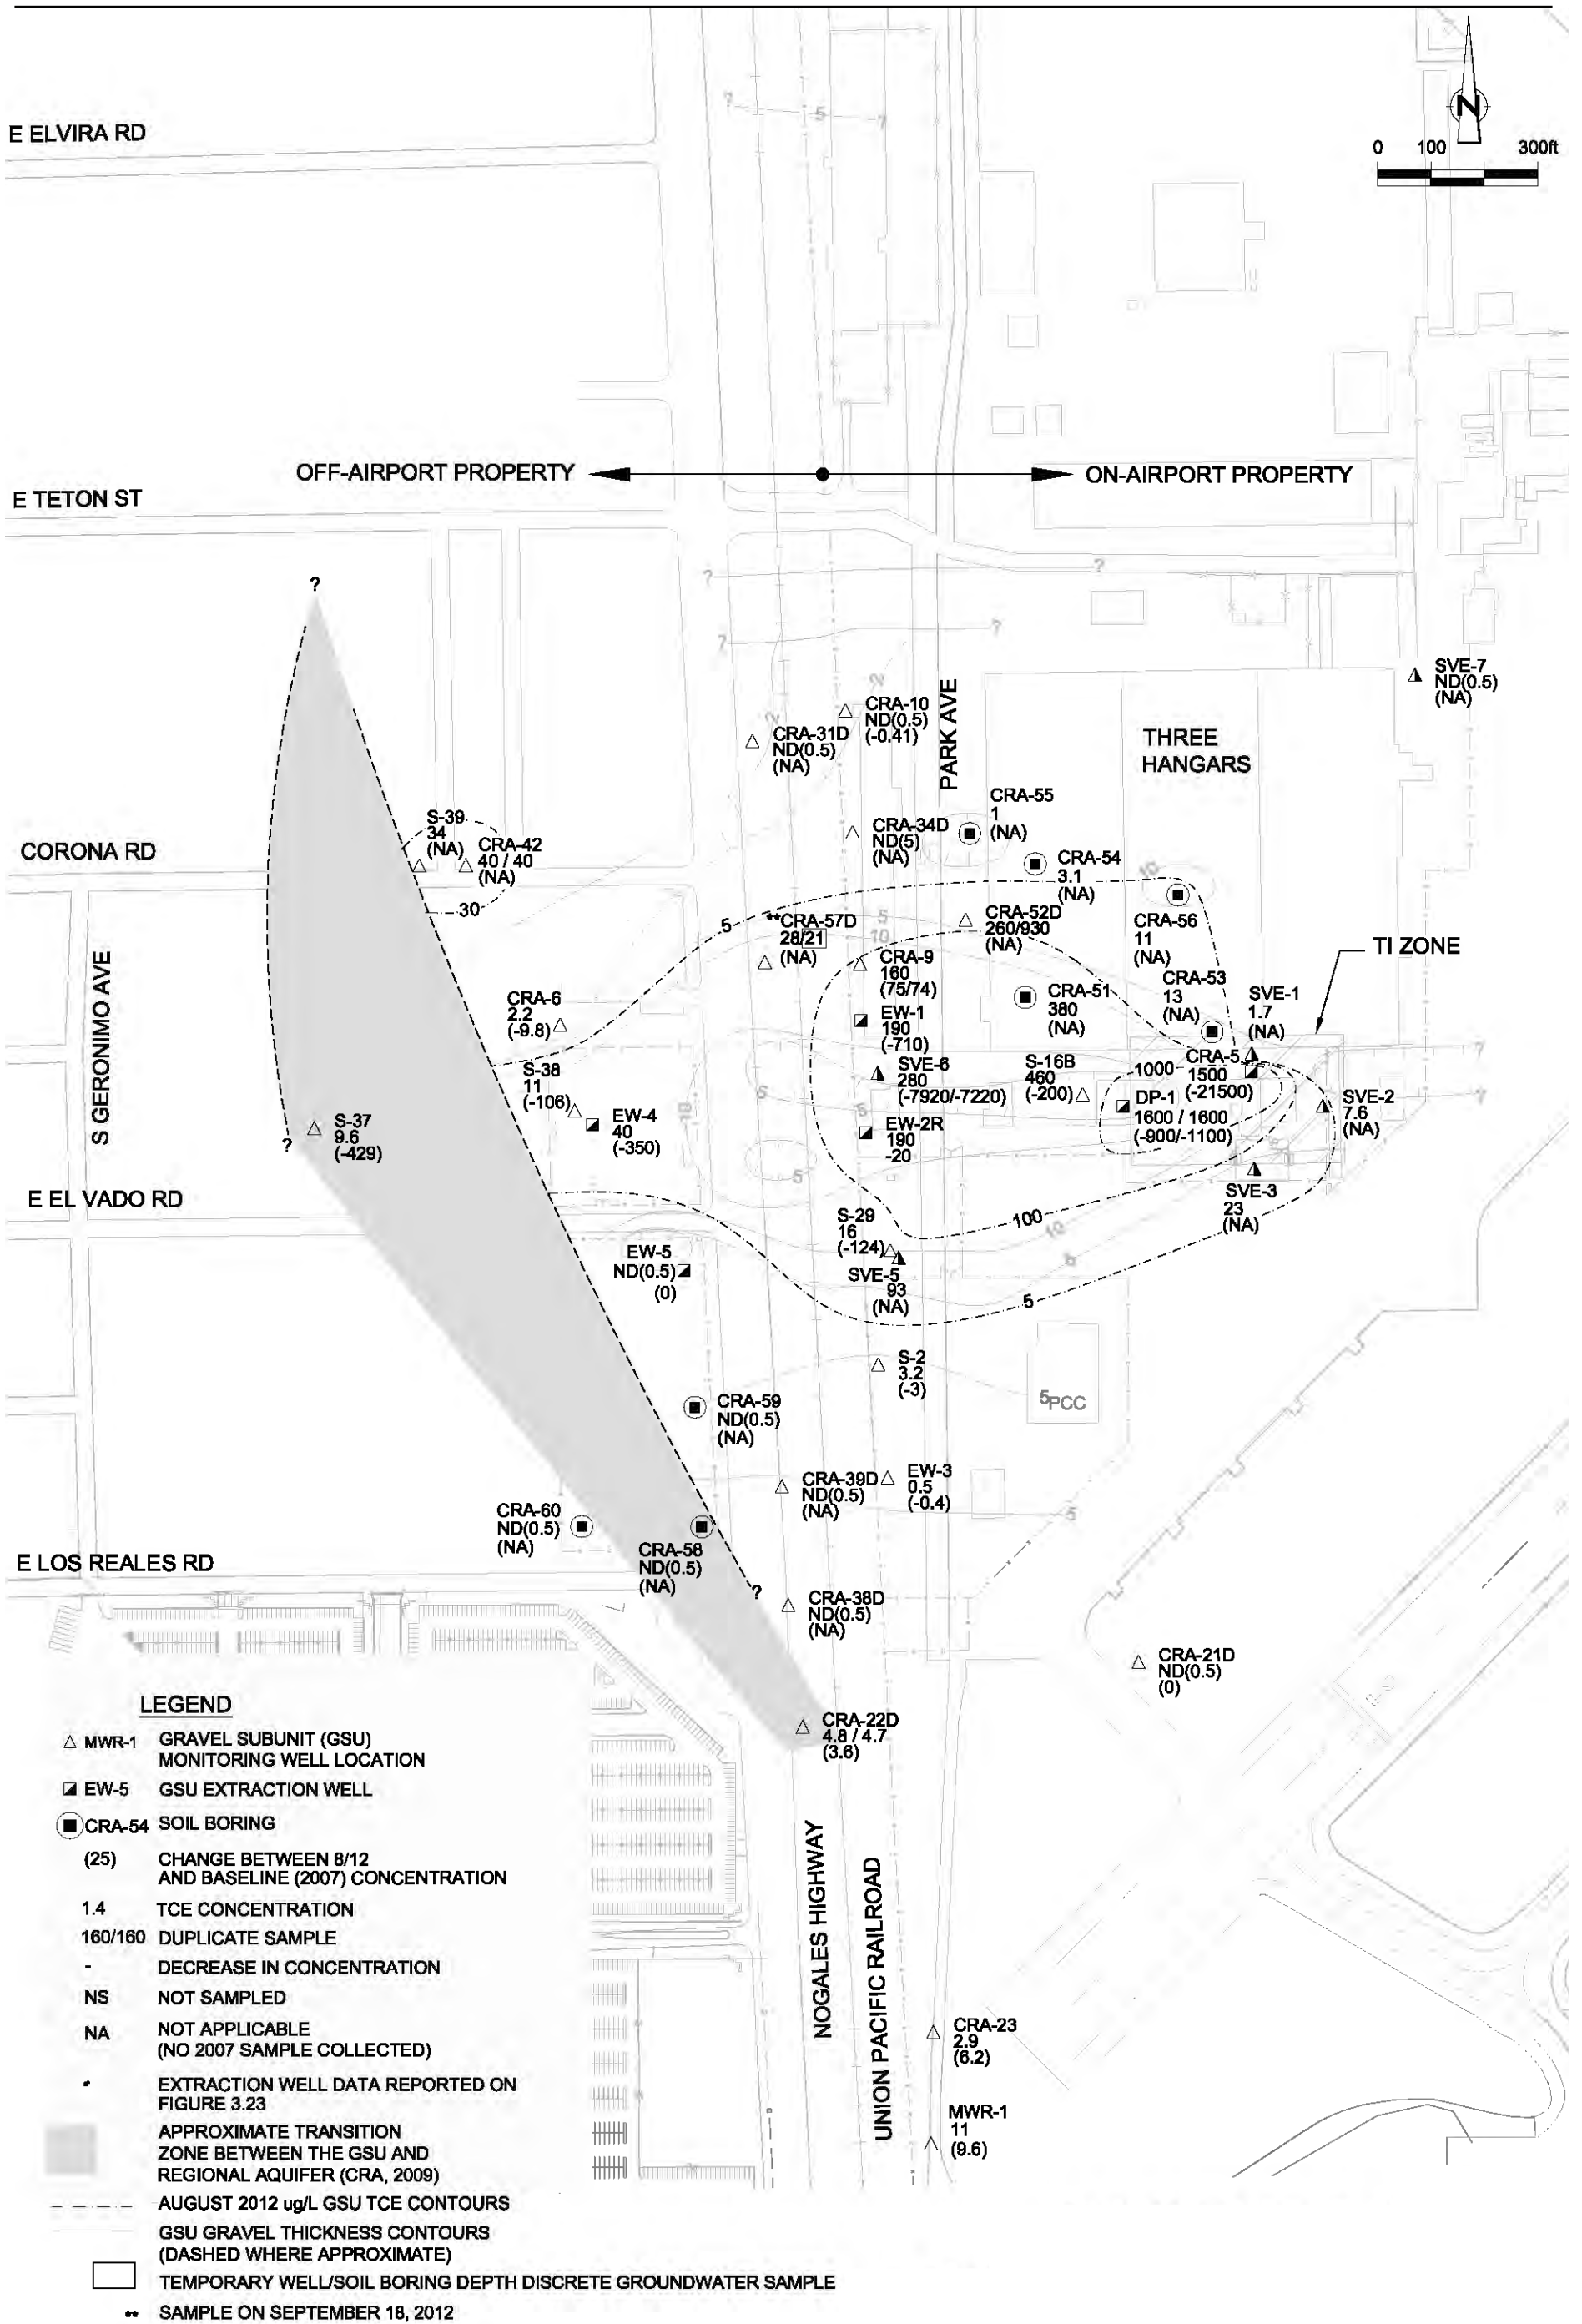 N
0 100 300ft
E ELVIRA RD
?
5
?
OFF-AIRPORT PROPERTY
ON-AIRPORT PROPERTY
E TETON ST
?
?
?
?
?
2
2
SVE-7
ND(0.5)
(NA)
CRA-10
ND(0.5)
(-0.41)
CRA-31D
ND(0.5)
(NA)
PARK AVE
THREE
HANGARS
CRA-55
1
(NA)
S-39
34
(NA)
CRA-42
40 / 40
(NA)
CRA-34D
ND(5)
(NA)
CORONA RD
CRA-54
3.1
(NA)
10
30
5
**CRA-57D
28/21
(NA)
5
10
CRA-52D
260/930
(NA)
CRA-56
11
(NA)
TI ZONE
S GERONIMO AVE
CRA-9
160
(75/74)
CRA-53
13
(NA)
CRA-6
2.2
(-9.8)
CRA-51
380
(NA)
SVE-1
1.7
(NA)
EW-1
190
(-710)
S-38
11
(-106)
SVE-6
280
(-7920/-7220)
S-16B
460
(-200)
1000
CRA-5
1500
(-21500)
?
?
DP-1
1600 / 1600
(-900/-1100)
SVE-2
7.6
(NA)
5
10
S-37
9.6
(-429)
?
EW-4
40
(-350)
EW-2R
190
-20
5
E EL VADO RD
SVE-3
23
(NA)
S-29
16
(-124)
100
10
EW-5
ND(0.5)
(0)
SVE-5
93
(NA)
5
S-2
3.2
(-3)
CRA-59
ND(0.5)
(NA)
5
PCC
CRA-39D
ND(0.5)
(NA)
EW-3
0.5
(-0.4)
5
CRA-60
ND(0.5)
(NA)
CRA-58
ND(0.5)
(NA)
E LOS REALES RD
?
CRA-38D
ND(0.5)
(NA)
CRA-21D
ND(0.5)
(0)
CRA-22D
4.8 / 4.7
(3.6)
NOGALES HIGHWAY
UNION PACIFIC RAILROAD
CRA-23
2.9
(6.2)
MWR-1
11
(9.6)
LEGEND
MWR-1 GRAVEL SUBUNIT (GSU)
MONITORING WELL LOCATION
EW-5 GSU EXTRACTION WELL
CRA-54 SOIL BORING
(25) CHANGE BETWEEN 8/12
AND BASELINE (2007) CONCENTRATION
1.4 TCE CONCENTRATION
160/160 DUPLICATE SAMPLE
- DECREASE IN CONCENTRATION
NS NOT SAMPLED
NA NOT APPLICABLE
(NO 2007 SAMPLE COLLECTED)
* EXTRACTION WELL DATA REPORTED ON
FIGURE 3.23
APPROXIMATE TRANSITION
ZONE BETWEEN THE GSU AND
REGIONAL AQUIFER (CRA, 2009)
AUGUST 2012 ug/L GSU TCE CONTOURS
GSU GRAVEL THICKNESS CONTOURS
(DASHED WHERE APPROXIMATE)
TEMPORARY WELL/SOIL BORING DEPTH DISCRETE GROUNDWATER SAMPLE
** SAMPLE ON SEPTEMBER 18, 2012